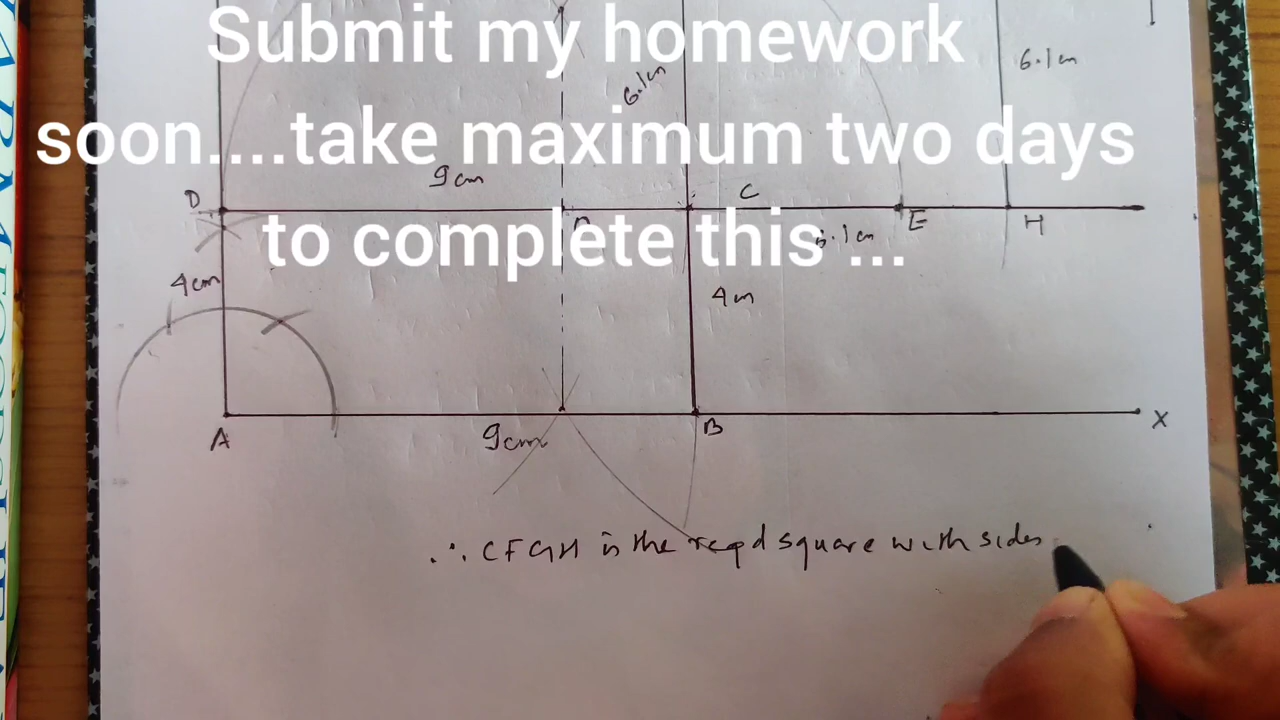 Submit my homework
soon....take maximum two days
to complete this ...
6.1cm
6.1cm
9cm
D
C
E
H
6.1cm
4cm
4m
A
9cm
B
X
∴ CFGH is the reqd square with sides